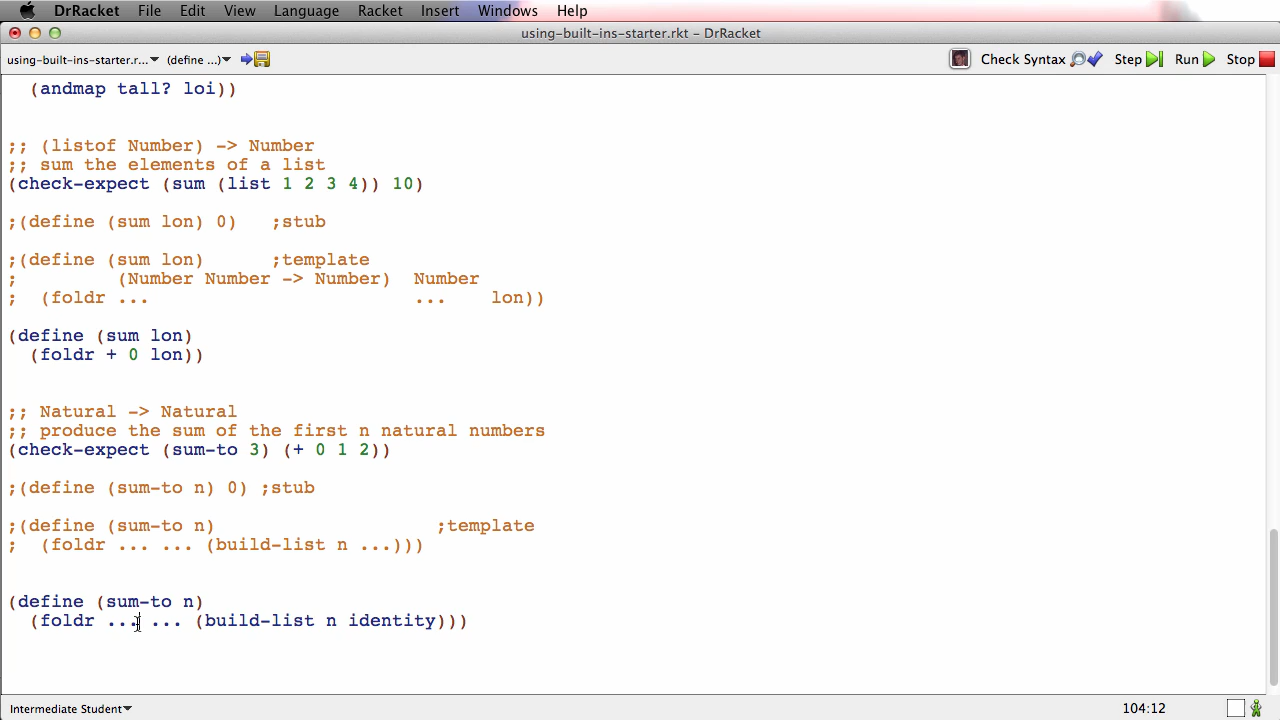 DrRacket File Edit View Language Racket Insert Windows Help
using-built-ins-starter.rkt – DrRacket
using-built-ins-starter.r... (define ...) Check Syntax Step Run Stop
(andmap tall? loi))
;; (listof Number) -> Number
;; sum the elements of a list
(check-expect (sum (list 1 2 3 4)) 10)
;(define (sum lon) 0)   ;stub
;(define (sum lon)       ;template
;         (Number Number -> Number)  Number
;  (foldr ...                        ...    lon))
(define (sum lon)
  (foldr + 0 lon))
;; Natural -> Natural
;; produce the sum of the first n natural numbers
(check-expect (sum-to 3) (+ 0 1 2))
;(define (sum-to n) 0) ;stub
;(define (sum-to n)                    ;template
;  (foldr ... ... (build-list n ...)))
(define (sum-to n)
  (foldr ... ... (build-list n identity)))
Intermediate Student 104:12